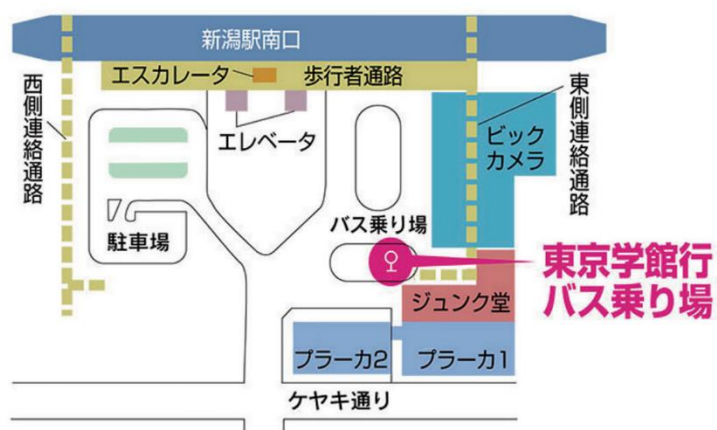 新潟駅南口
エスカレータ
歩行者通路
西側連絡通路
東側連絡通路
エレベータ
ビック
カメラ
バス乗り場
駐車場
東京学館行
バス乗り場
ジュンク堂
プラーカ2
プラーカ1
ケヤキ通り